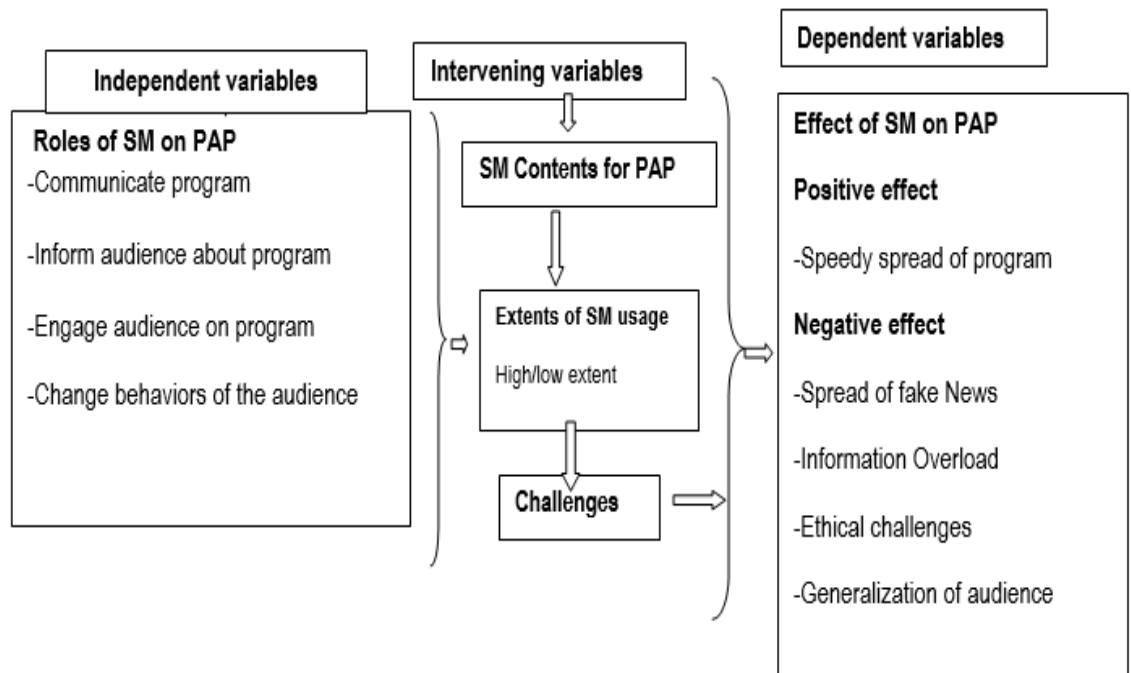 Independent variables
Roles of SM on PAP
-Communicate program
-Inform audience about program
-Engage audience on program
-Change behaviors of the audience
Intervening variables
SM Contents for PAP
Extents of SM usage
High/low extent
Challenges
Dependent variables
Effect of SM on PAP
Positive effect
-Speedy spread of program
Negative effect
-Spread of fake News
-Information Overload
-Ethical challenges
-Generalization of audience